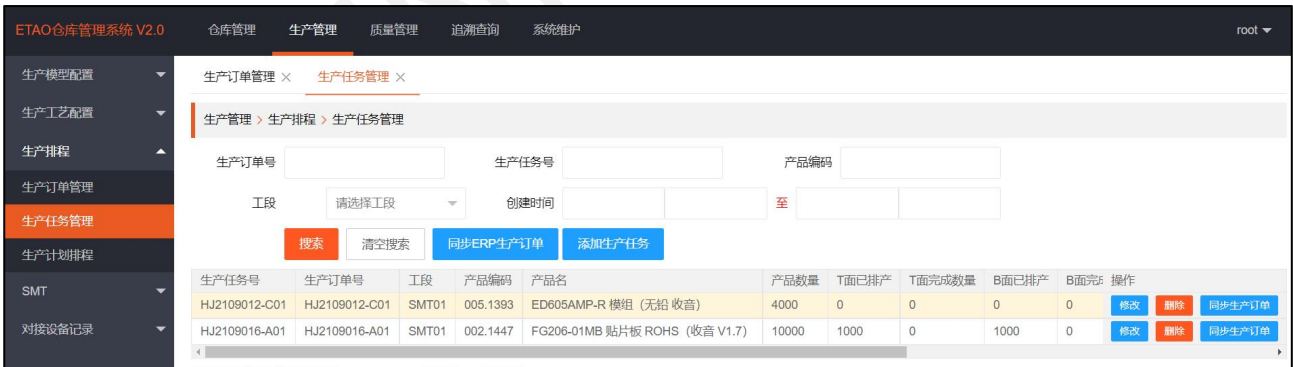 ETAO仓库管理系统 V2.0 仓库管理 生产管理 质量管理 追溯查询 系统维护 root
生产模型配置
生产工艺配置
生产排程
生产订单管理
生产任务管理
生产计划排程
SMT
对接设备记录
生产订单管理 × 生产任务管理 ×
生产管理 > 生产排程 > 生产任务管理
生产订单号 生产任务号 产品编码
工段 请选择工段 创建时间 至
搜索 清空搜索 同步ERP生产订单 添加生产任务
生产任务号 生产订单号 工段 产品编码 产品名 产品数量 T面已排产 T面完成数量 B面已排产 B面完 操作
HJ2109012-C01 HJ2109012-C01 SMT01 005.1393 ED605AMP-R 模组（无铅 收音） 4000 0 0 0 0 修改 删除 同步生产订单
HJ2109016-A01 HJ2109016-A01 SMT01 002.1447 FG206-01MB 贴片板 ROHS（收音 V1.7） 10000 1000 0 1000 0 修改 删除 同步生产订单